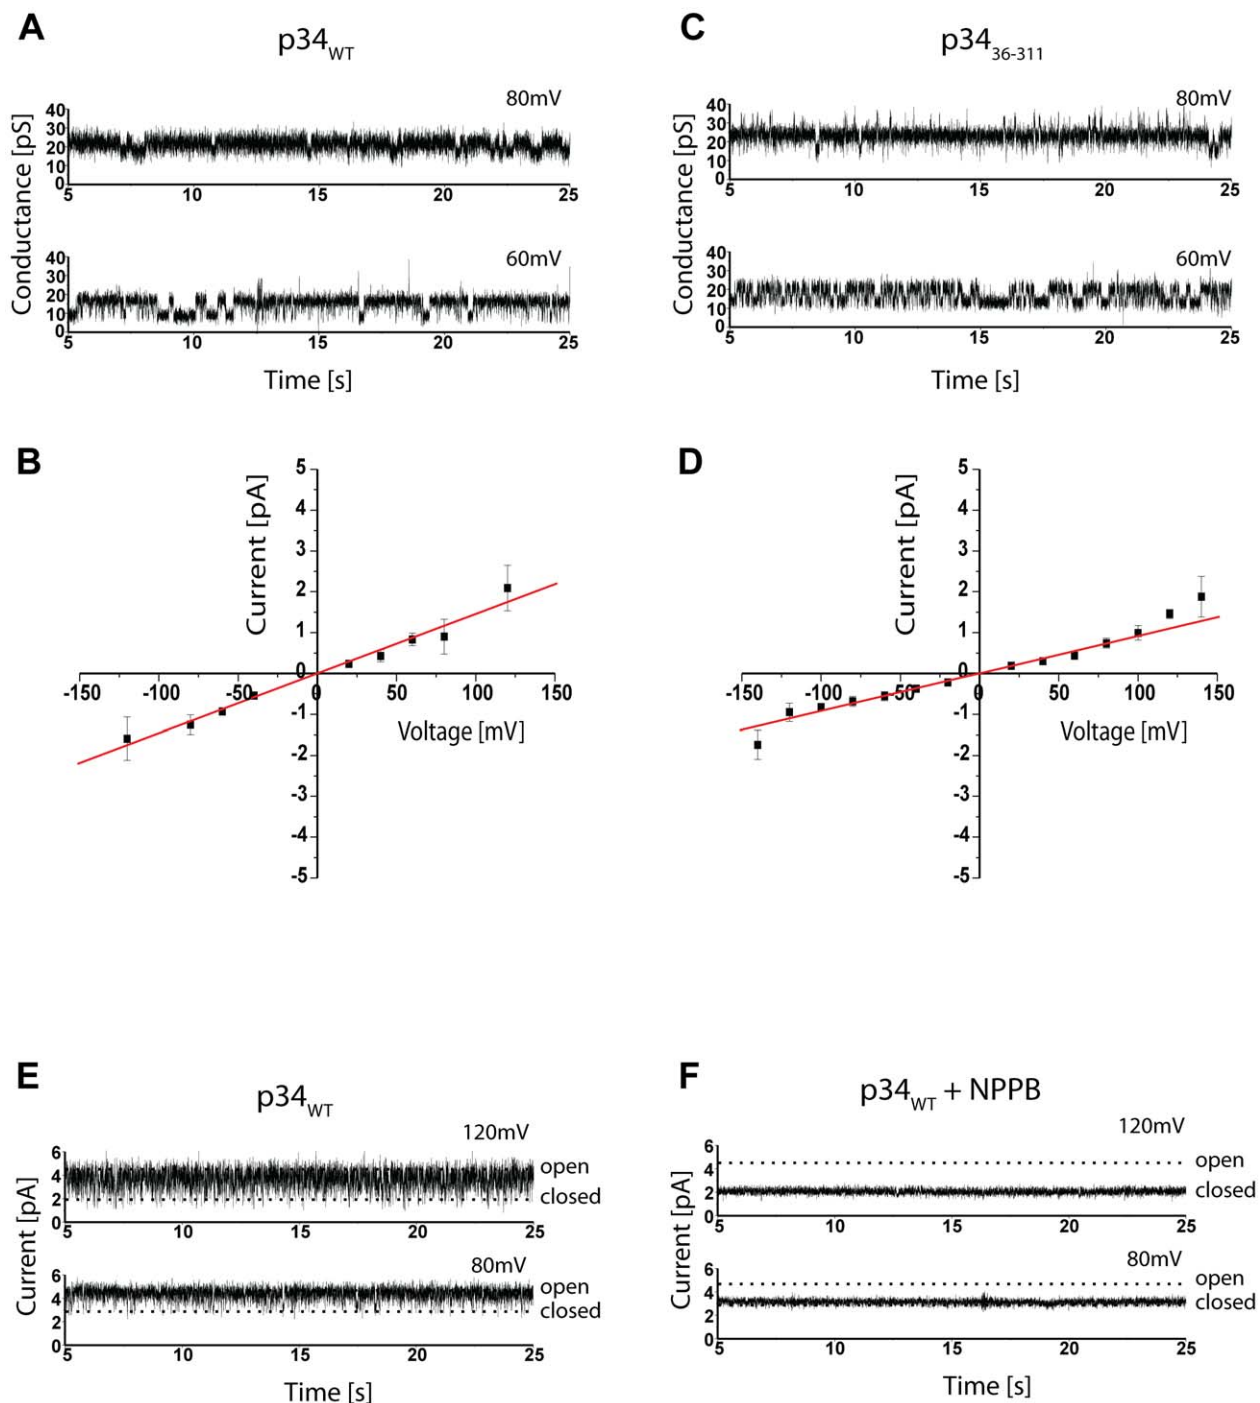 A
p34WT
80mV
40
30
20
10
0
5 10 15 20 25
60mV
40
30
20
10
0
5 10 15 20 25
Conductance [pS]
Time [s]
C
p3436-311
80mV
40
30
20
10
0
5 10 15 20 25
60mV
40
30
20
10
0
5 10 15 20 25
Conductance [pS]
Time [s]
B
Current [pA]
5
4
3
2
1
0
-150 -100 -50 0 50 100 150
Voltage [mV]
-1
-2
-3
-4
-5
D
Current [pA]
5
4
3
2
1
0
-150 -100 -50 0 50 100 150
Voltage [mV]
-1
-2
-3
-4
-5
E
p34WT
120mV
6
4 open
2 closed
0
5 10 15 20 25
80mV
6
4 open
2 closed
0
5 10 15 20 25
Current [pA]
Time [s]
F
p34WT + NPPB
120mV
6
4 open
2 closed
0
5 10 15 20 25
80mV
6
4 open
2 closed
0
5 10 15 20 25
Current [pA]
Time [s]